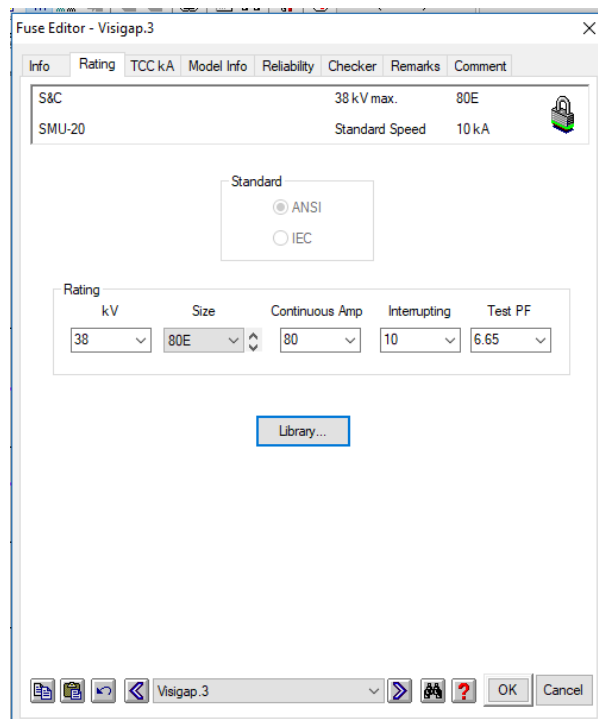 Fuse Editor - Visigap.3
Info Rating TCC kA Model Info Reliability Checker Remarks Comment
S&C 38 kV max. 80E
SMU-20 Standard Speed 10 kA
Standard
ANSI
IEC
Rating
kV Size Continuous Amp Interrupting Test PF
38 80E 80 10 6.65
Library...
Visigap.3 ? OK Cancel